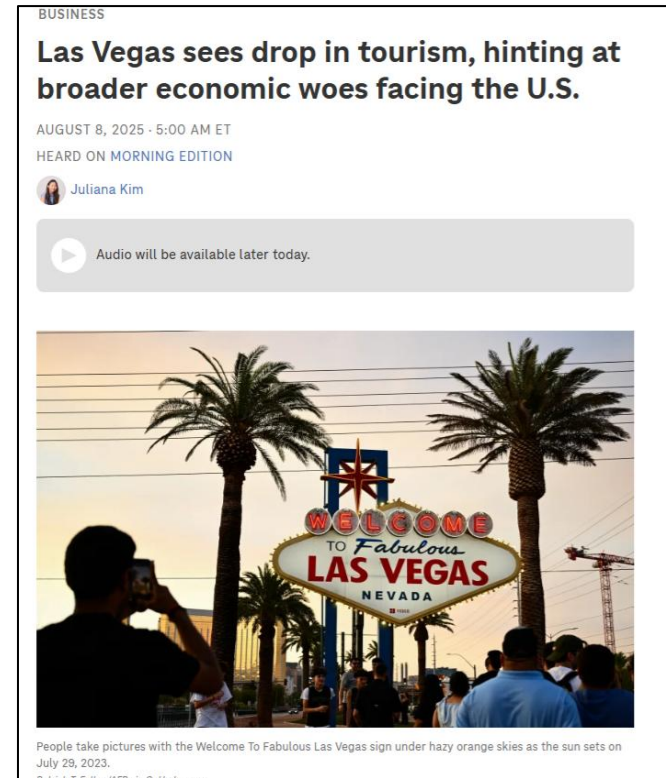 BUSINESS
Las Vegas sees drop in tourism, hinting at
broader economic woes facing the U.S.
AUGUST 8, 2025 · 5:00 AM ET
HEARD ON MORNING EDITION
Juliana Kim
Audio will be available later today.
WELCOME
TO Fabulous
LAS VEGAS
NEVADA
People take pictures with the Welcome To Fabulous Las Vegas sign under hazy orange skies as the sun sets on
July 29, 2023.